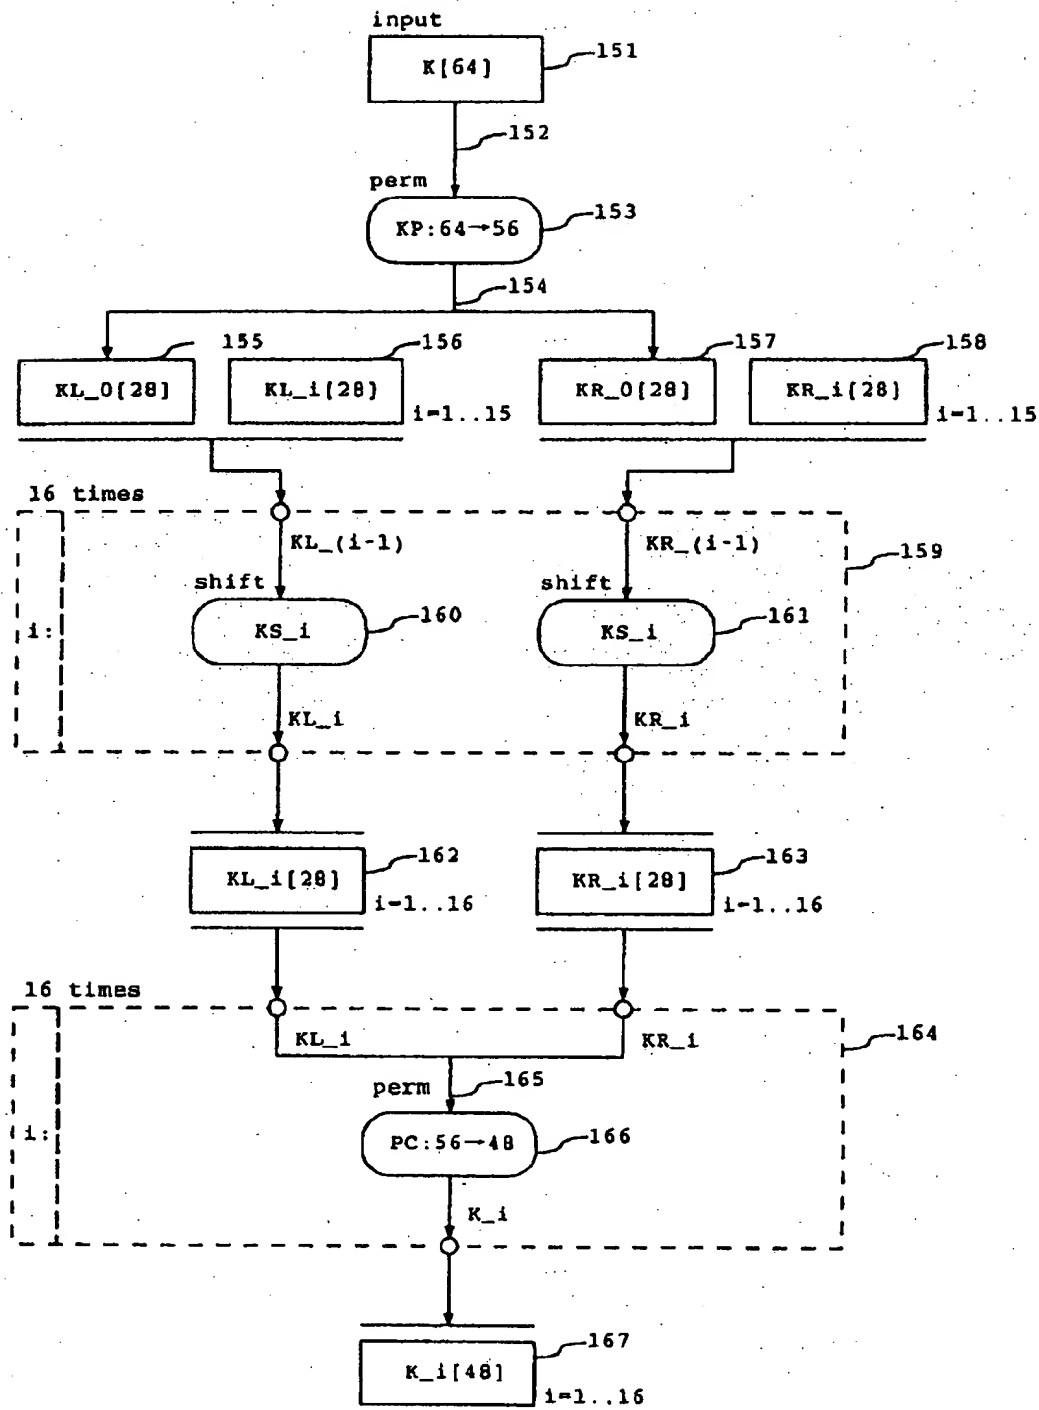 input
K[64]
151
152
perm
KP:64→56
153
154
155
156
157
158
KL_0[28]
KL_i[28]
i=1..15
KR_0[28]
KR_i[28]
i=1..15
16 times
KL_(i-1)
KR_(i-1)
159
shift
shift
i:
KS_i
160
KS_i
161
KL_i
KR_i
KL_i[28]
162
i=1..16
KR_i[28]
163
i=1..16
16 times
KL_i
KR_i
164
perm
165
i:
PC:56→48
166
K_i
K_i[48]
167
i=1..16